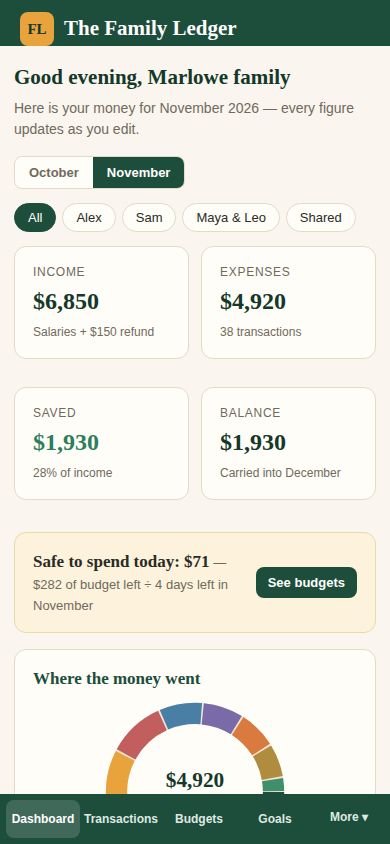 FL The Family Ledger
Good evening, Marlowe family
Here is your money for November 2026 — every figure
updates as you edit.
October November
All Alex Sam Maya & Leo Shared
INCOME
$6,850
Salaries + $150 refund
EXPENSES
$4,920
38 transactions
SAVED
$1,930
28% of income
BALANCE
$1,930
Carried into December
Safe to spend today: $71 —
$282 of budget left ÷ 4 days left in
November
See budgets
Where the money went
$4,920
Dashboard Transactions Budgets Goals More ▾